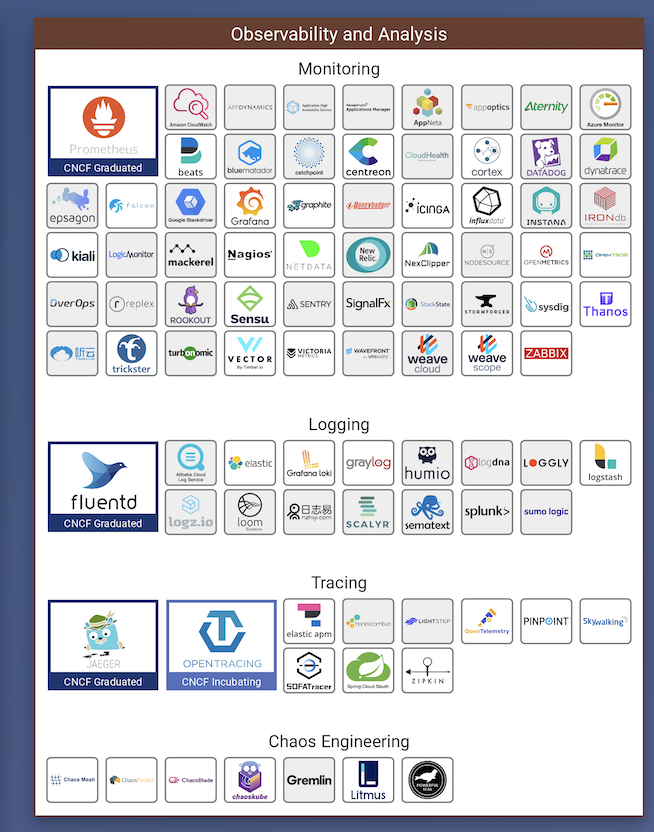 Observability and Analysis
Monitoring
Prometheus
CNCF Graduated
Amazon CloudWatch
APPDYNAMICS
Application High Availability Service
Applications Manager
AppNeta
appoptics
Aternity
Azure Monitor
beats
bluematador
catchpoint
centreon
CloudHealth
cortex
DATADOG
dynatrace
epsagon
falcon
Google Stackdriver
Grafana
graphite
Honeybadger
iCINGA
influxdata
INSTANA
IRONdb
kiali
LogicMonitor
mackerel
Nagios
NETDATA
New Relic.
NexClipper
NODESOURCE
OPENMETRICS
OPENTSDB
OverOps
replex
ROOKOUT
Sensu
SENTRY
SignalFx
StackState
STORMFORGER
sysdig
Thanos
听云
trickster
turbonomic
VECTOR
By Timber.io
VICTORIA
METRICS
WAVEFRONT
by vmware
weave
cloud
weave
scope
ZABBIX
Logging
fluentd
CNCF Graduated
Alibaba Cloud
Log Service
elastic
Grafana loki
graylog
humio
logdna
LOGGLY
logstash
logz.io
loom
Systems
日志易
rizhiyi.com
SCALYR
sematext
splunk>
sumo logic
Tracing
JAEGER
CNCF Graduated
OPENTRACING
CNCF Incubating
elastic apm
honeycomb.io
LIGHTSTEP
OpenTelemetry
PINPOINT
SkyWalking
SOFATracer
Spring Cloud Sleuth
ZIPKIN
Chaos Engineering
Chaos Mesh
ChaosToolkit
ChaosBlade
chaoskube
Gremlin
Litmus
POWERFUL
SEAL